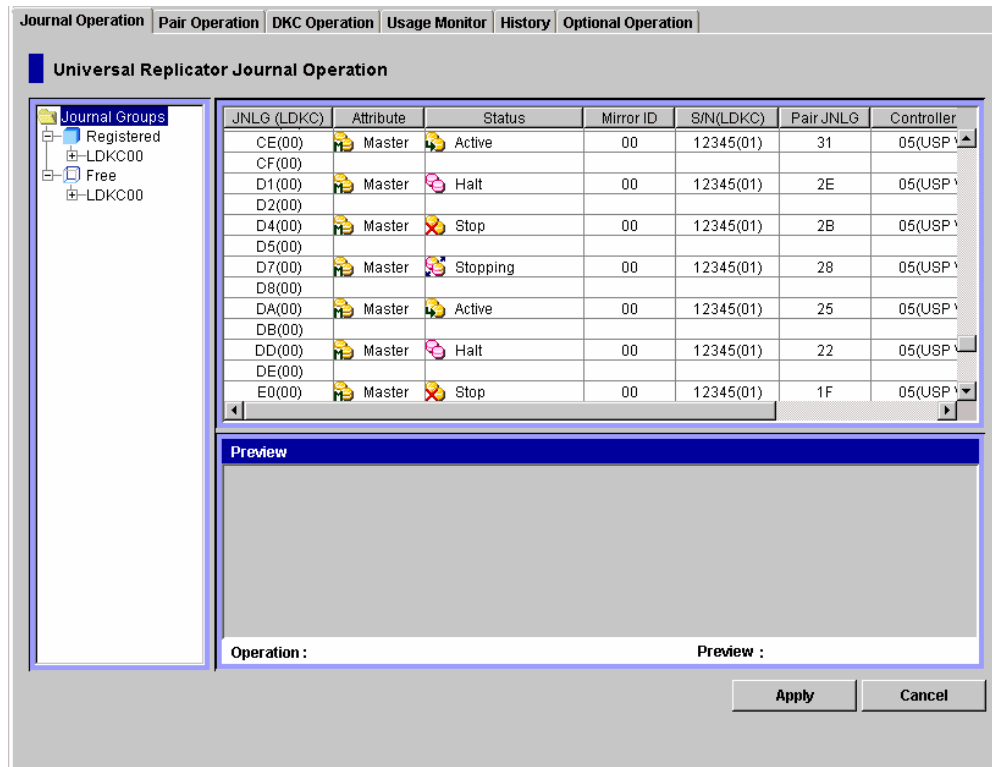 Journal Operation Pair Operation DKC Operation Usage Monitor History Optional Operation
Universal Replicator Journal Operation
Journal Groups
Registered
LDKC00
Free
LDKC00
JNLG (LDKC) Attribute Status Mirror ID S/N(LDKC) Pair JNLG Controller
CE(00) M Master Active 00 12345(01) 31 05(USP V
CF(00)
D1(00) M Master Halt 00 12345(01) 2E 05(USP V
D2(00)
D4(00) M Master Stop 00 12345(01) 2B 05(USP V
D5(00)
D7(00) M Master Stopping 00 12345(01) 28 05(USP V
D8(00)
DA(00) M Master Active 00 12345(01) 25 05(USP V
DB(00)
DD(00) M Master Halt 00 12345(01) 22 05(USP V
DE(00)
E0(00) M Master Stop 00 12345(01) 1F 05(USP V
Preview
Operation :
Preview :
Apply Cancel